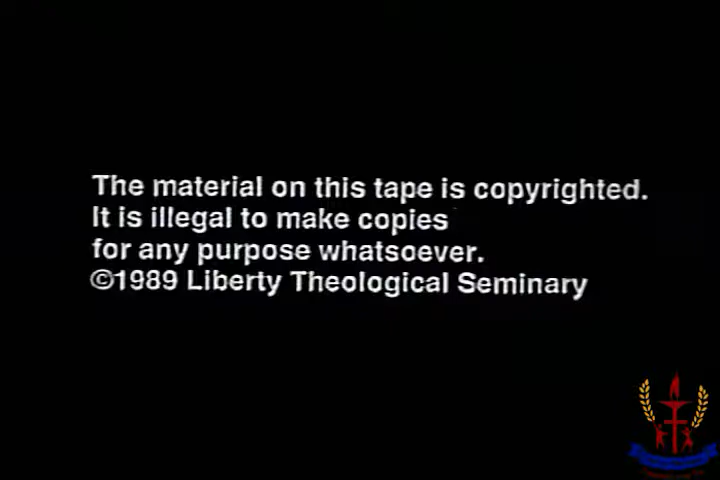 The material on this tape is copyrighted.
It is illegal to make copies
for any purpose whatsoever.
©1989 Liberty Theological Seminary